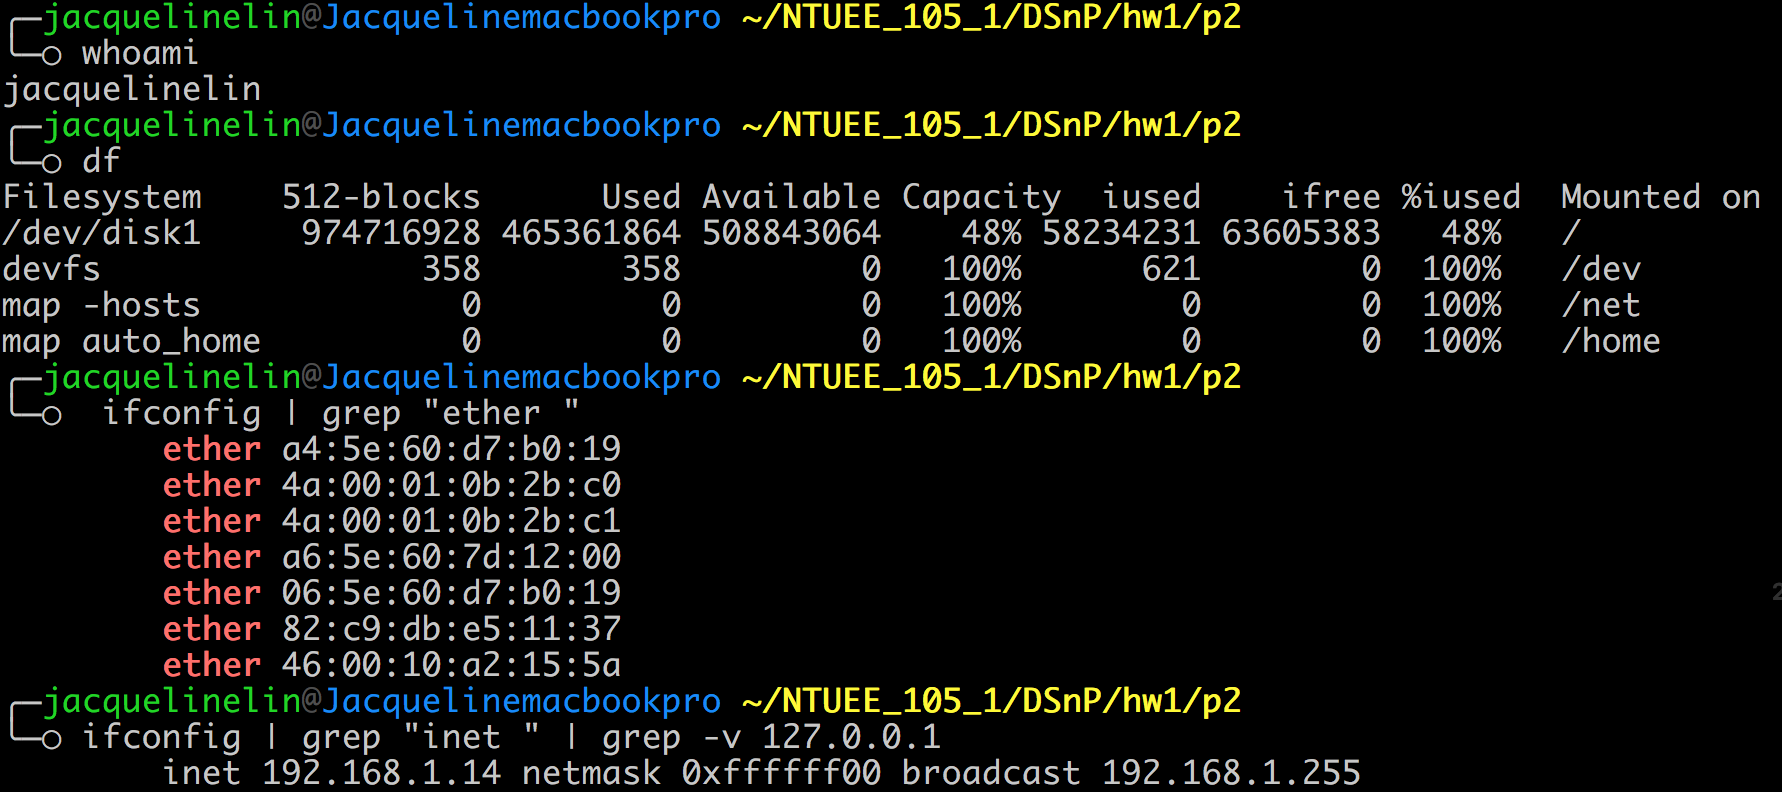 jacquelinelin@Jacquelinemacbookpro ~/NTUEE_105_1/DSnP/hw1/p2
whoami
jacquelinelin
jacquelinelin@Jacquelinemacbookpro ~/NTUEE_105_1/DSnP/hw1/p2
df
Filesystem    512-blocks      Used Available Capacity  iused    ifree %iused  Mounted on
/dev/disk1     974716928 465361864 508843064    48% 58234231 63605383   48%   /
devfs                358       358         0   100%      621        0  100%   /dev
map -hosts             0         0         0   100%        0        0  100%   /net
map auto_home          0         0         0   100%        0        0  100%   /home
jacquelinelin@Jacquelinemacbookpro ~/NTUEE_105_1/DSnP/hw1/p2
ifconfig | grep "ether "
ether a4:5e:60:d7:b0:19
ether 4a:00:01:0b:2b:c0
ether 4a:00:01:0b:2b:c1
ether a6:5e:60:7d:12:00
ether 06:5e:60:d7:b0:19
ether 82:c9:db:e5:11:37
ether 46:00:10:a2:15:5a
jacquelinelin@Jacquelinemacbookpro ~/NTUEE_105_1/DSnP/hw1/p2
ifconfig | grep "inet " | grep -v 127.0.0.1
inet 192.168.1.14 netmask 0xffffff00 broadcast 192.168.1.255